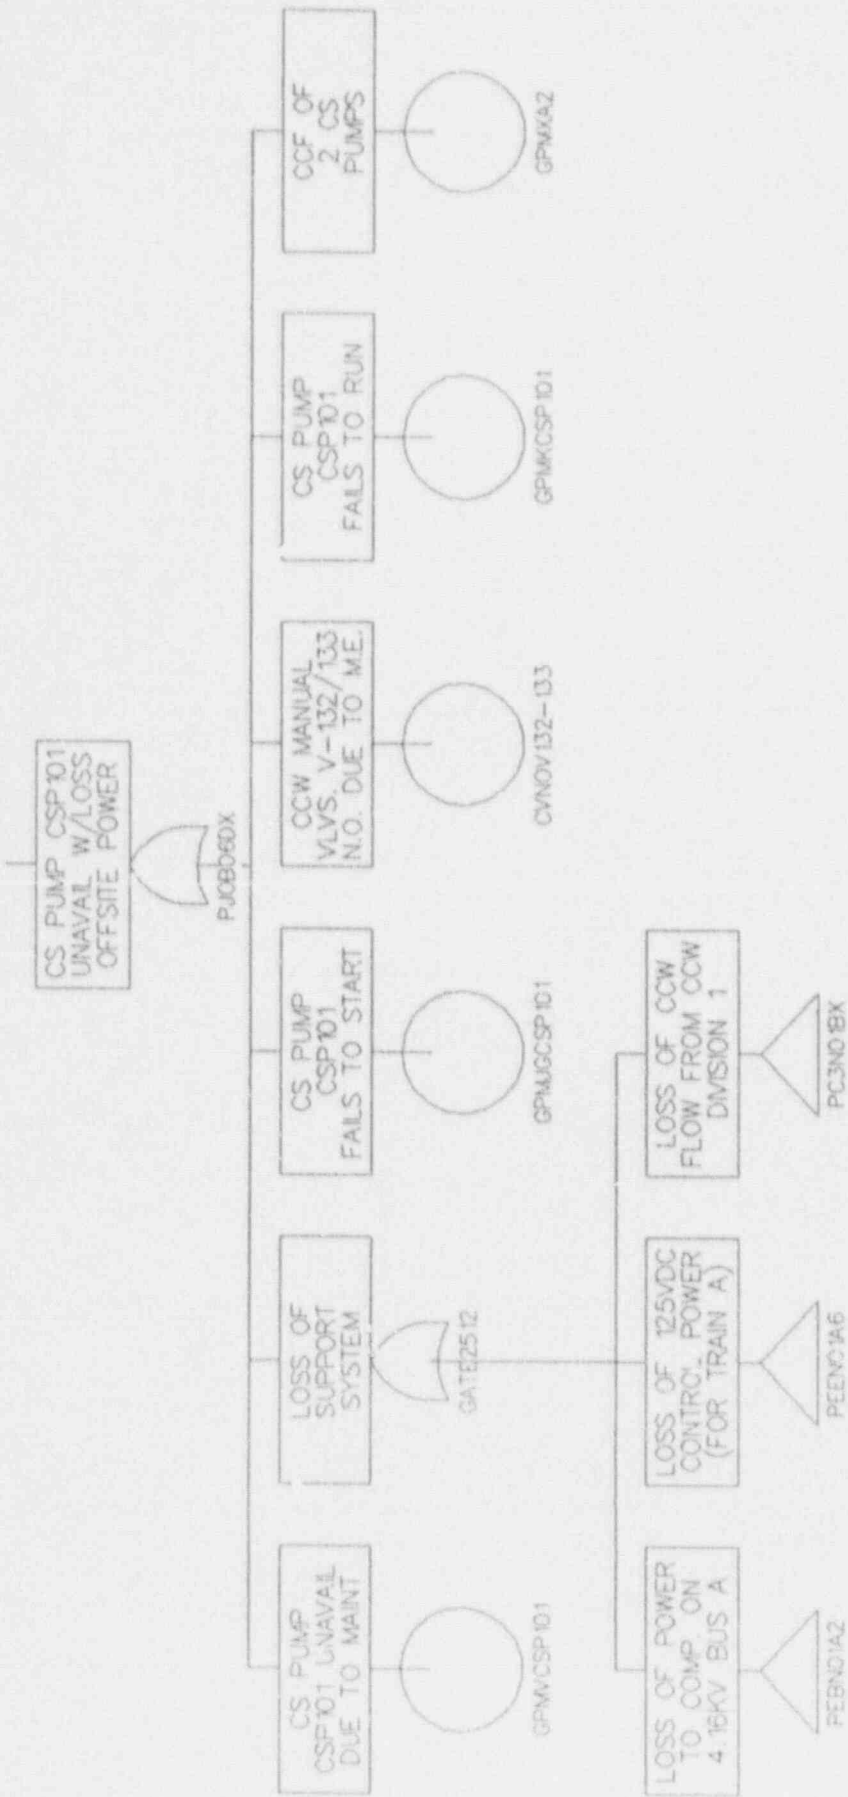 CS PUMP CSP101
UNAVAIL W/LOSS
OFFSITE POWER
PJOB06DX
CS PUMP
CSP101 UNAVAIL
DUE TO MAINT
GPMVCSP101
LOSS OF
SUPPORT
SYSTEM
GATE2512
CS PUMP
CSP101
FAILS TO START
GPMJGCSP101
CCW MANUAL
VLVS. V-132/133
N.O. DUE TO M.E.
CVNOV132-133
CS PUMP
CSP101
FAILS TO RUN
GPMKCSP101
CCF OF
2 CS
PUMPS
GPMXA2
LOSS OF POWER
TO COMP. ON
4.16KV BUS A
PEBN01A2
LOSS OF 125VDC
CONTROL POWER
(FOR TRAIN A)
PEEN01A6
LOSS OF CCW
FLOW FROM CCW
DIVISION 1
PC3N01BX